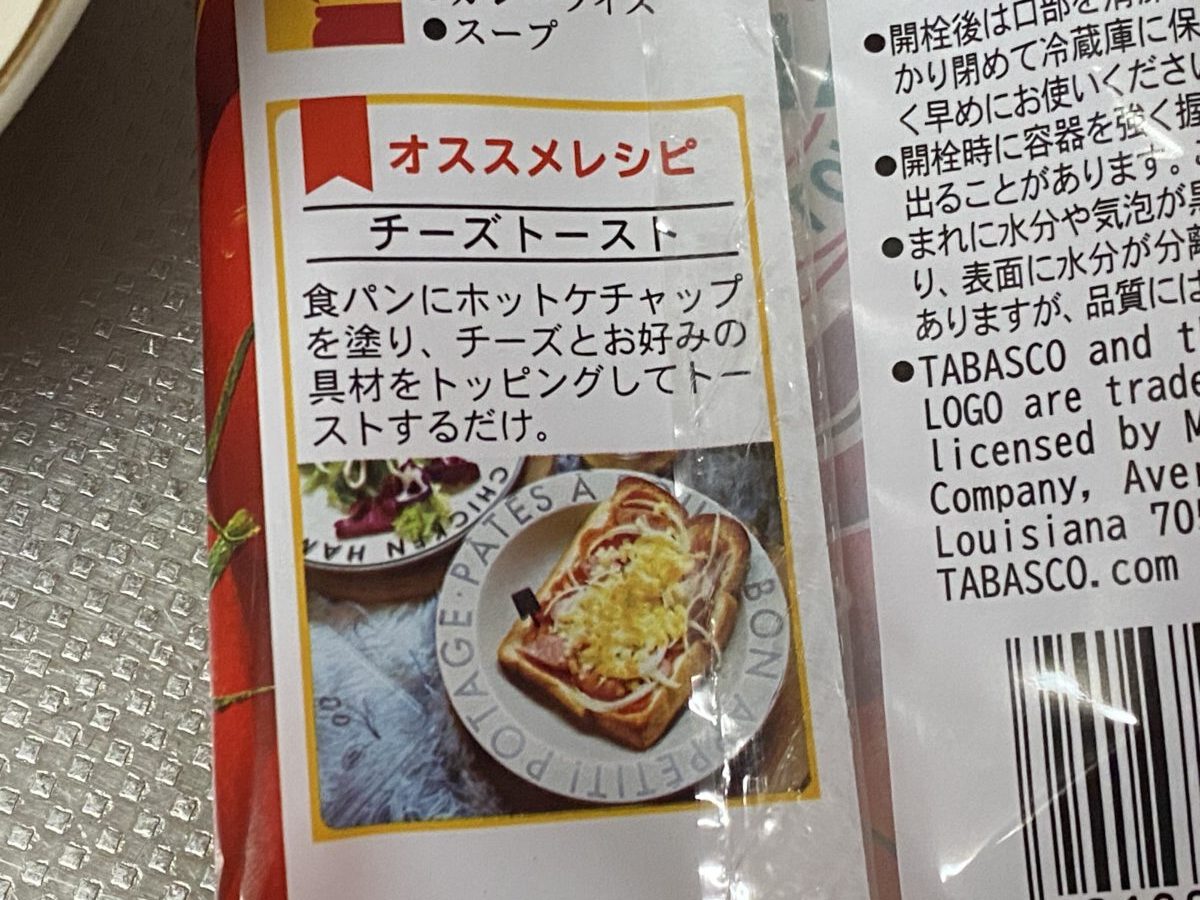 ●スープ
オススメレシピ
チーズトースト
食パンにホットケチャップ
を塗り、チーズとお好みの
具材をトッピングしてトー
ストするだけ。
CHICKEN HAM
POTAGE・PÂTES À
BON APPETIT!
●開栓後は口部を清潔
かり閉めて冷蔵庫に保
く早めにお使いください
●開栓時に容器を強く握
出ることがあります。
●まれに水分や気泡が
り、表面に水分が分離
ありますが、品質には
●TABASCO and t
LOGO are trade
licensed by M
Company, Aver
Louisiana 70
TABASCO.com